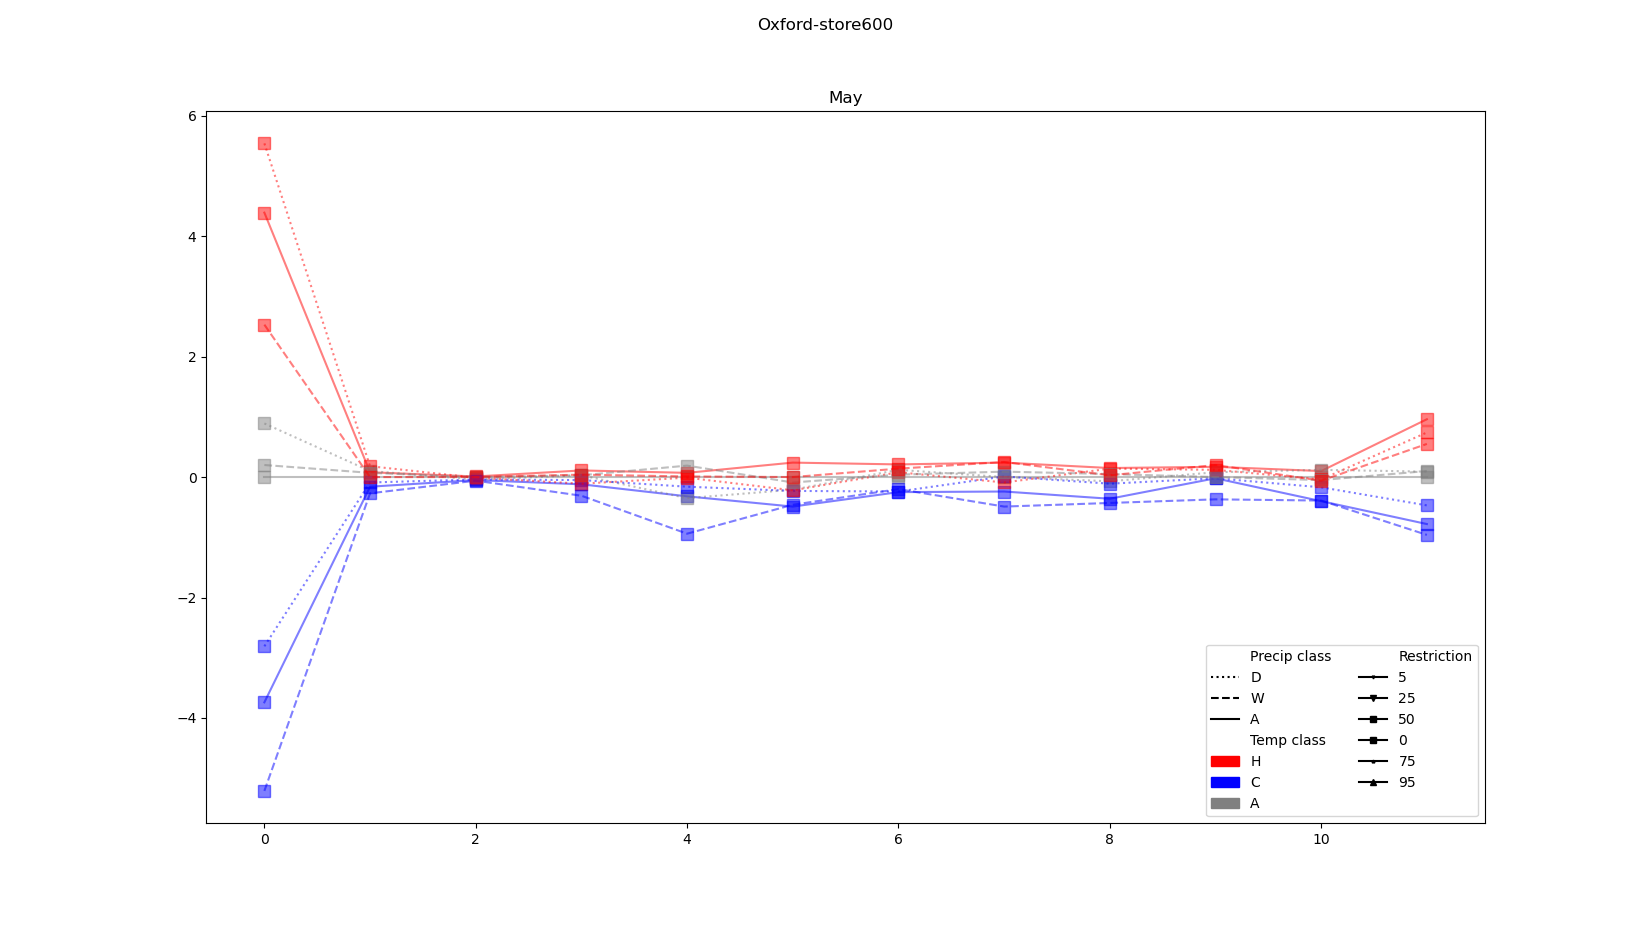 Oxford-store600
May
6
4
2
0
−2
−4
0 2 4 6 8 10
Precip class
D
W
A
Temp class
H
C
A
Restriction
5
25
50
0
75
95